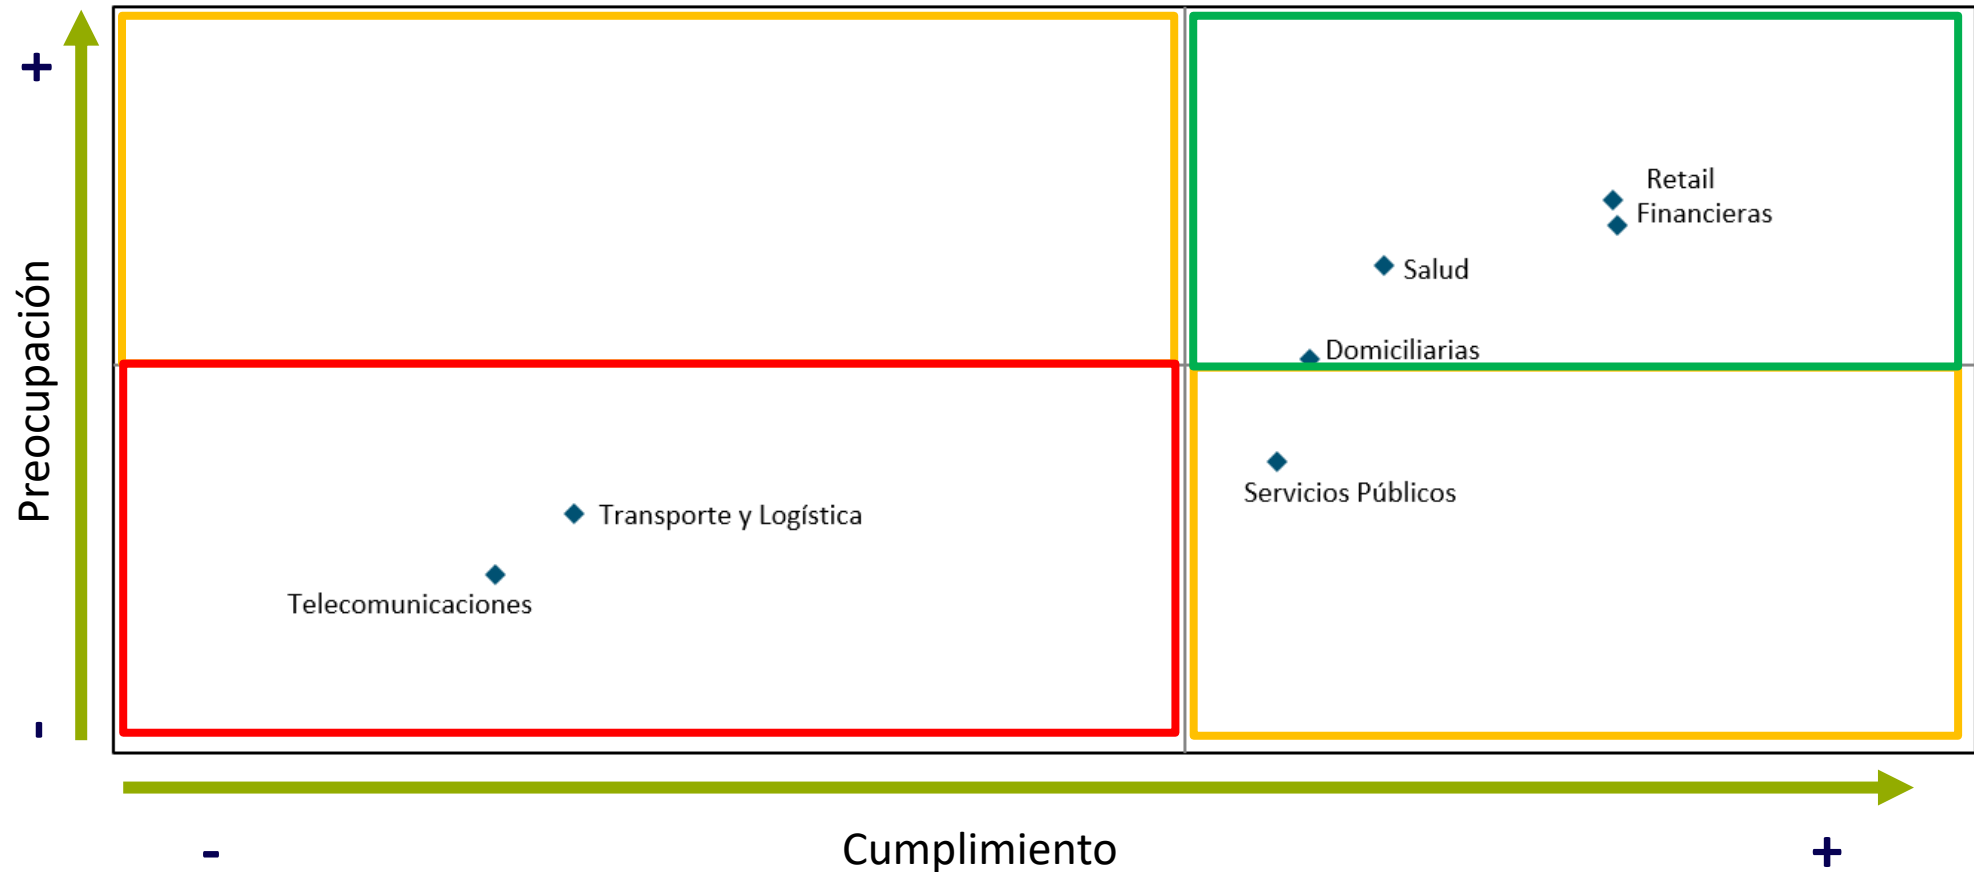 +
Preocupación
-
Retail
Financieras
Salud
Domiciliarias
Servicios Públicos
Transporte y Logística
Telecomunicaciones
-
Cumplimiento
+